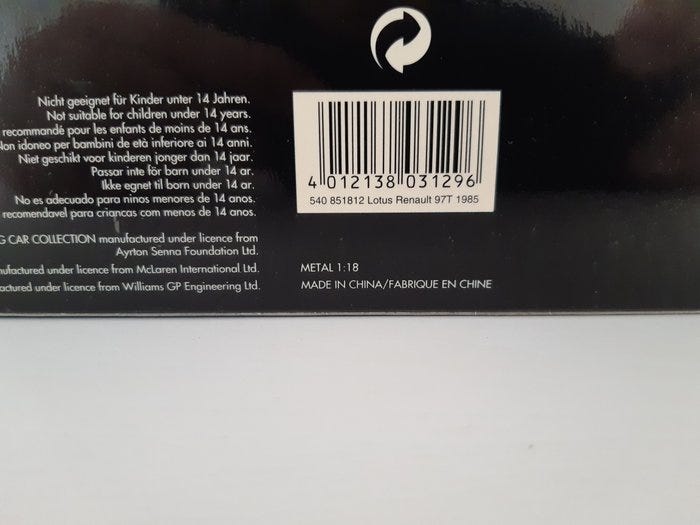 Nicht geeignet für Kinder unter 14 Jahren.
Not suitable for children under 14 years.
recommandé pour les enfants de moins de 14 ans.
idoneo per bambini de età inferiore ai 14 anni.
Niet geschikt voor kinderen jonger dan 14 jaar.
Passar inte för barn under 14 ar.
Ikke egnet til born under 14 ar.
No es adecuado para ninos menores de 14 anos.
recomendavel para criancas com menos de 14 anos.
G CAR COLLECTION manufactured under licence from
Ayrton Senna Foundation Ltd.
nufactured under licence from McLaren International Ltd.
actured under licence from Williams GP Engineering Ltd.
4 012138 031296
540 851812 Lotus Renault 97T 1985
METAL 1:18
MADE IN CHINA/FABRIQUE EN CHINE